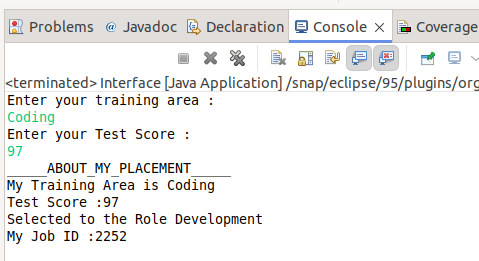 Problems @ Javadoc Declaration Console Coverage
<terminated> Interface [Java Application] /snap/eclipse/95/plugins/org
Enter your training area :
Coding
Enter your Test Score :
97
_____ABOUT_MY_PLACEMENT_____
My Training Area is Coding
Test Score :97
Selected to the Role Development
My Job ID :2252